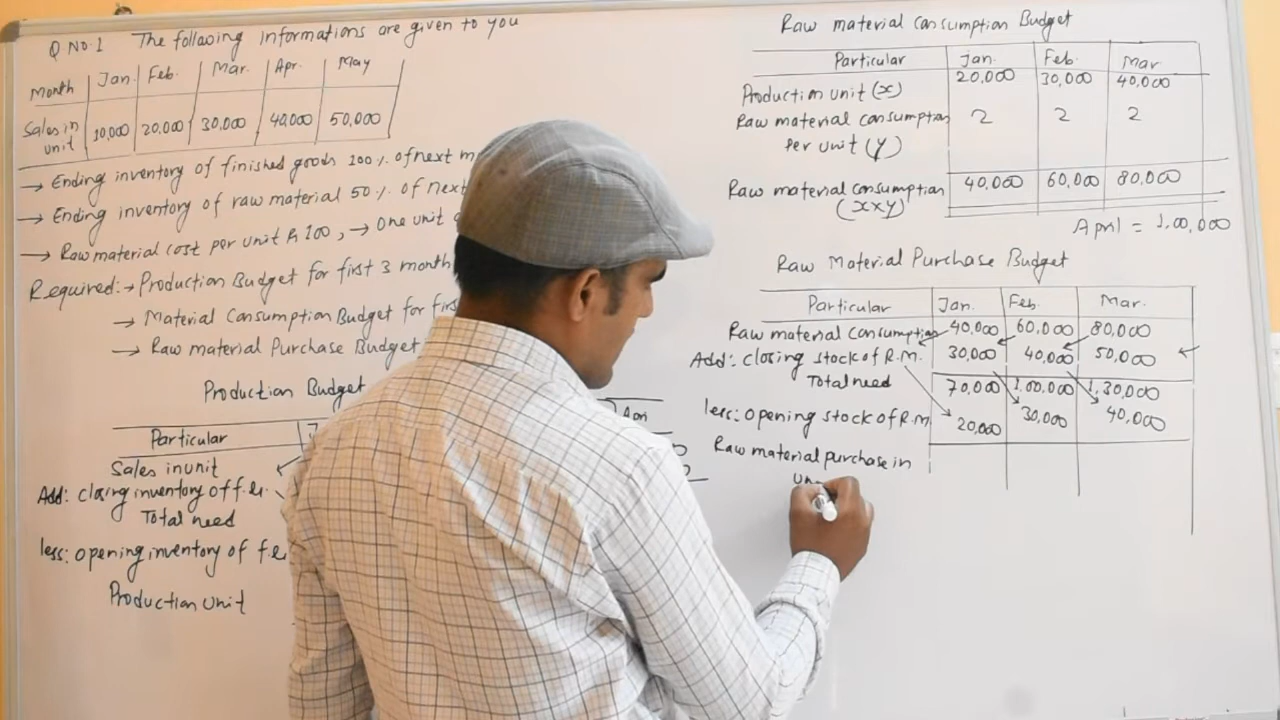 Q.No.1 The following informations are given to you
Month Jan. Feb. Mar. Apr. May
Sales in unit 10,000 20,000 30,000 40,000 50,000
→ Ending inventory of finished goods 100% of next
→ Ending inventory of raw material 50% of next
→ Raw material cost per unit Rs 100, → One unit
Required:→ Production Budget for first 3 month
→ Material Consumption Budget for
→ Raw material Purchase Budget
Production Budget
Particular
Sales in unit
Add: closing inventory of f.g.
Total need
less: opening inventory of
Production unit
Raw material Consumption Budget
Particular Jan. Feb. Mar
Production unit (x) 20,000 30,000 40,000
Raw material consumption 2 2 2
per unit (y)
Raw material consumption 40,000 60,000 80,000
(x×y)
April = 1,00,000
Raw Material Purchase Budget
Particular Jan. Feb. Mar.
Raw material consumption 40,000 60,000 80,000
Add: closing stock of R.M. 30,000 40,000 50,000
Total need 70,000 1,00,000 1,30,000
less: opening stock of R.M. 20,000 30,000 40,000
Raw material purchase in